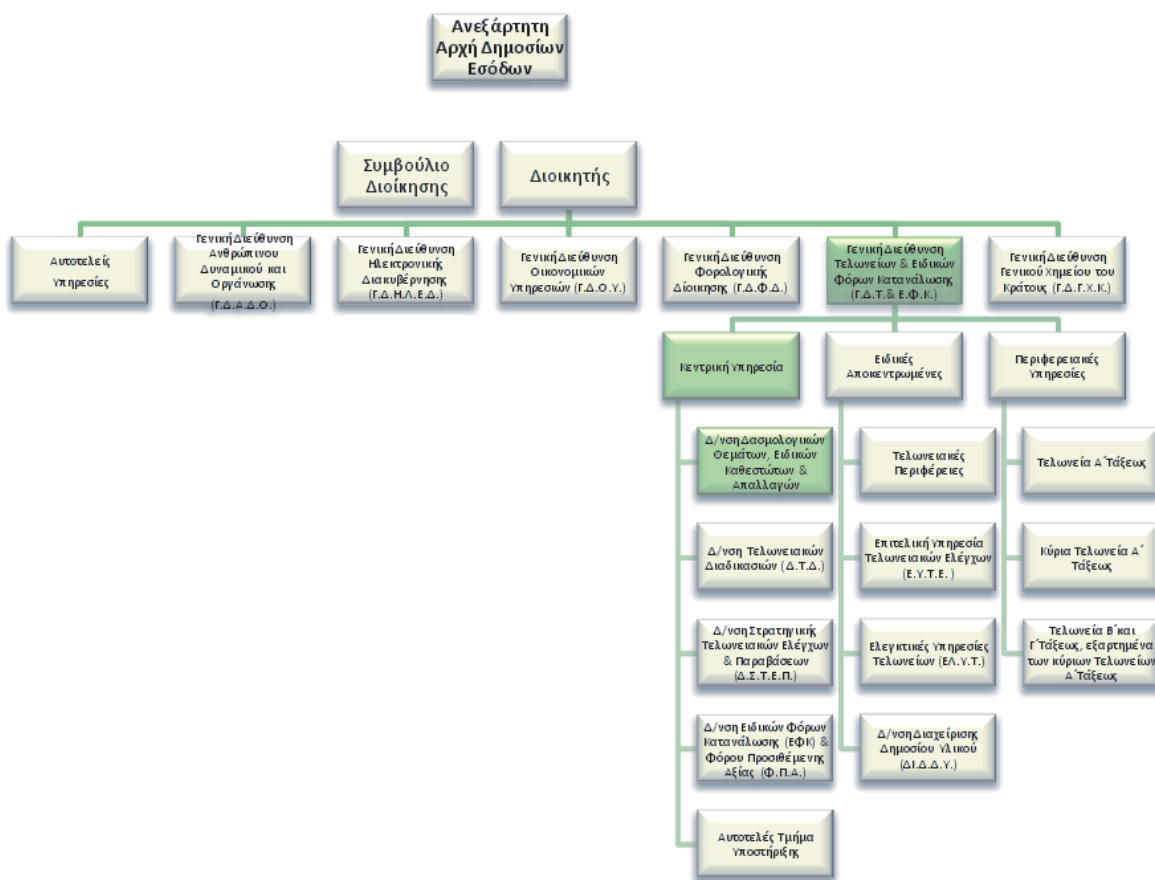 Ανεξάρτητη
Αρχή Δημοσίων
Εσόδων
Συμβούλιο
Διοίκησης
Διοικητής
Αυτοτελείς
Υπηρεσίες
Γενική Διεύθυνση
Ανθρώπινου
Δυναμικού και
Οργάνωσης
(Γ.Δ.Α.Δ.Ο.)
Γενική Διεύθυνση
Ηλεκτρονικής
Διακυβέρνησης
(Γ.Δ.Η.Λ.Ε.Δ.)
Γενική Διεύθυνση
Οικονομικών
Υπηρεσιών (Γ.Δ.Ο.Υ.)
Γενική Διεύθυνση
Φορολογικής
Δίοικησης (Γ.Δ.Φ.Δ.)
Γενική Διεύθυνση
Τελωνείων & Ειδικών
Φόρων Κατανάλωσης
(Γ.Δ.Τ.& Ε.Φ.Κ.)
Γενική Διεύθυνση
Γενικού Χημείου του
Κράτους (Γ.Δ.Γ.Χ.Κ.)
Κεντρική Υπηρεσία
Ειδικές
Αποκεντρωμένες
Περιφερειακές
Υπηρεσίες
Δ/νση Δασμολογικών
Θεμάτων, Ειδικών
Καθεστώτων &
Απαλλαγών
Δ/νση Τελωνειακών
Διαδικασιών (Δ.Τ.Δ.)
Δ/νση Στρατηγικής
Τελωνειακών Ελέγχων
& Παραβάσεων
(Δ.Σ.Τ.Ε.Π.)
Δ/νση Ειδικών Φόρων
Κατανάλωσης (ΕΦΚ) &
Φόρου Προσιθέμενης
Αξίας (Φ.Π.Α.)
Αυτοτελές Τμήμα
Υποστήριξης
Τελωνειακές
Περιφέρειες
Επιτελική Υπηρεσία
Τελωνειακών Ελέγχων
(Ε.Υ.Τ.Ε. )
Ελεγκτικές Υπηρεσίες
Τελωνείων (ΕΛ.Υ.Τ.)
Δ/νση Διαχείρισης
Δημοσίου Υλικού
(ΔΙ.Δ.Δ.Υ.)
Τελωνεία Α΄Τάξεως
Κύρια Τελωνεία Α΄
Τάξεως
Τελωνεία Β΄ και
Γ΄Τάξεως, εξαρτημένα
των κύριων Τελωνείων
Α΄Τάξεως